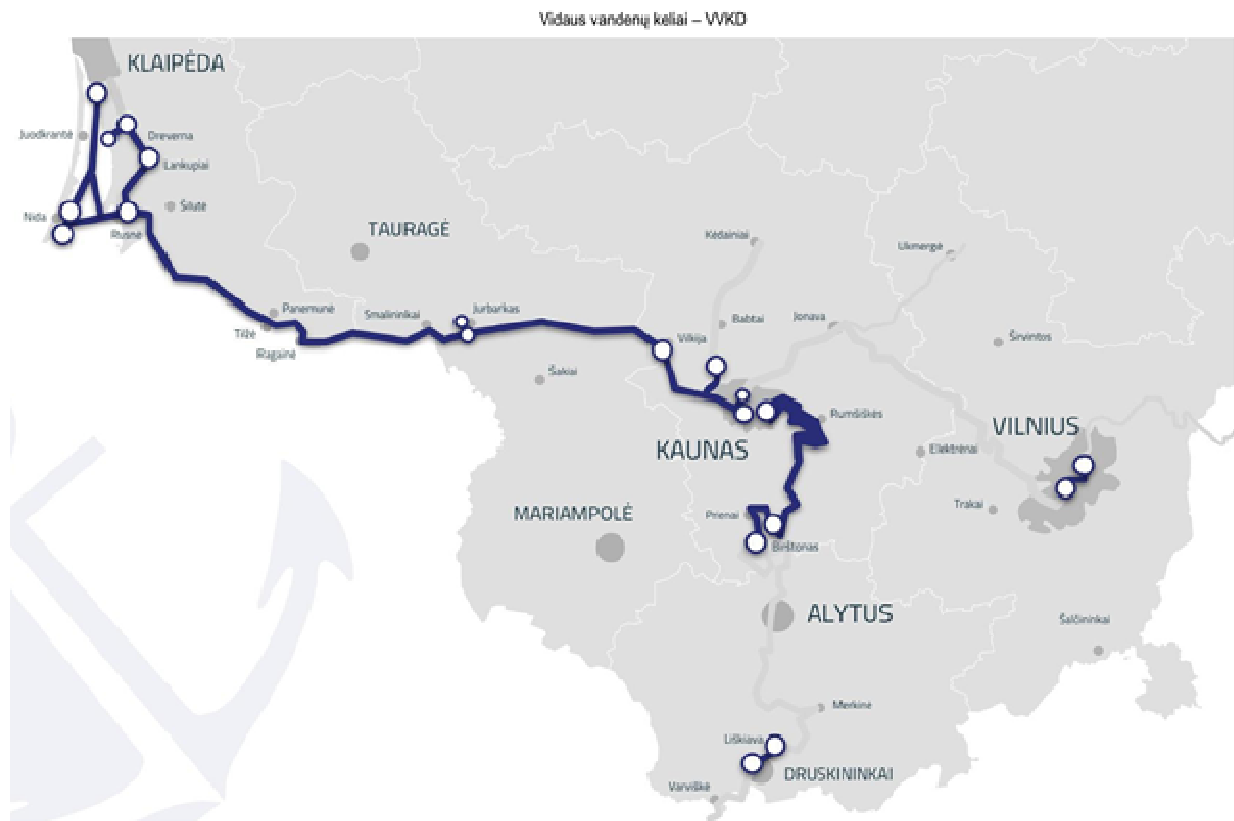 Vidaus vandenų keliai – VVKD
KLAIPĖDA
Juodkrantė
Dreverna
Lankupiai
Nida
Šilutė
Rusnė
TAURAGĖ
Kėdainiai
Ukmergė
Panemunė
Smalininkai
Jurbarkas
Tilžė
Ragainė
Babtai
Jonava
Vilkija
Širvintos
Šakiai
Rumšiškės
KAUNAS
VILNIUS
Elektrėnai
Trakai
MARIAMPOLĖ
Prienai
Birštonas
ALYTUS
Šalčininkai
Merkinė
Liškiava
DRUSKININKAI
Varviškė